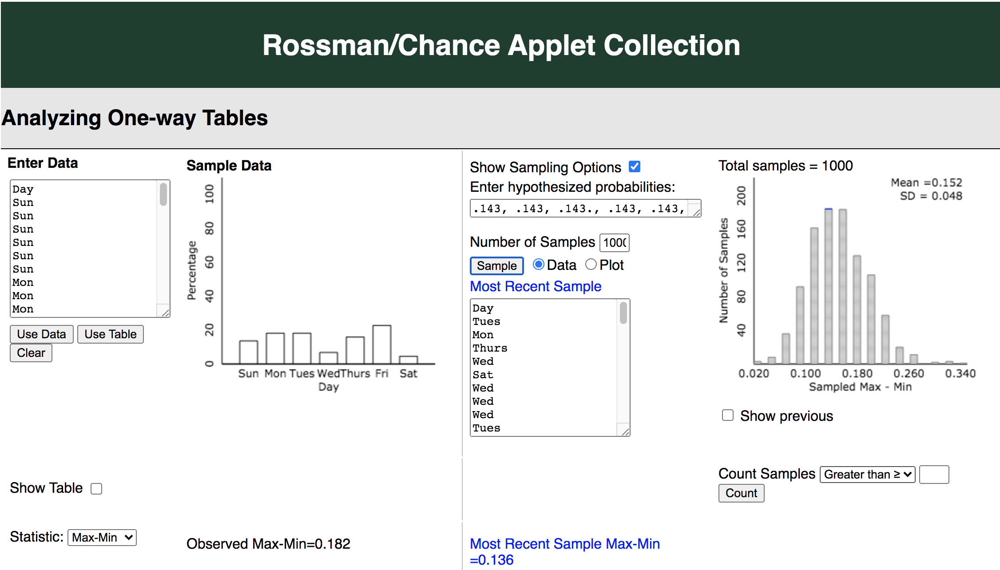 Rossman/Chance Applet Collection
Analyzing One-way Tables
Enter Data
Day
Sun
Sun
Sun
Sun
Sun
Sun
Mon
Mon
Mon
Use Data Use Table
Clear
Sample Data
Percentage
100
80
60
40
20
0
Sun Mon Tues Wed Thurs Fri Sat
Day
Show Sampling Options
Enter hypothesized probabilities:
.143, .143, .143., .143, .143,
Number of Samples 1000
Sample Data Plot
Most Recent Sample
Day
Tues
Mon
Thurs
Wed
Sat
Wed
Wed
Wed
Tues
Total samples = 1000
Mean =0.152
SD = 0.048
Number of Samples
200
160
120
80
40
0.020 0.100 0.180 0.260 0.340
Sampled Max - Min
Show previous
Show Table
Count Samples Greater than ≥
Count
Statistic: Max-Min
Observed Max-Min=0.182
Most Recent Sample Max-Min
=0.136